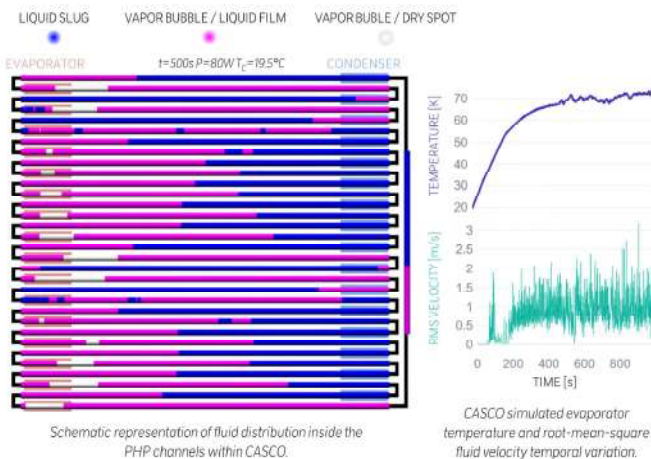 LIQUID SLUG
VAPOR BUBBLE / LIQUID FILM
VAPOR BUBLE / DRY SPOT
EVAPORATOR
t=500s P=80W T_C=19.5°C
CONDENSER
Schematic representation of fluid distribution inside the
PHP channels within CASCO.
TEMPERATURE [K]
70
60
50
40
30
20
RMS VELOCITY [m/s]
3
2.5
2
1.5
1
0.5
0
0 200 400 600 800
TIME [s]
CASCO simulated evaporator
temperature and root-mean-square
fluid velocity temporal variation.